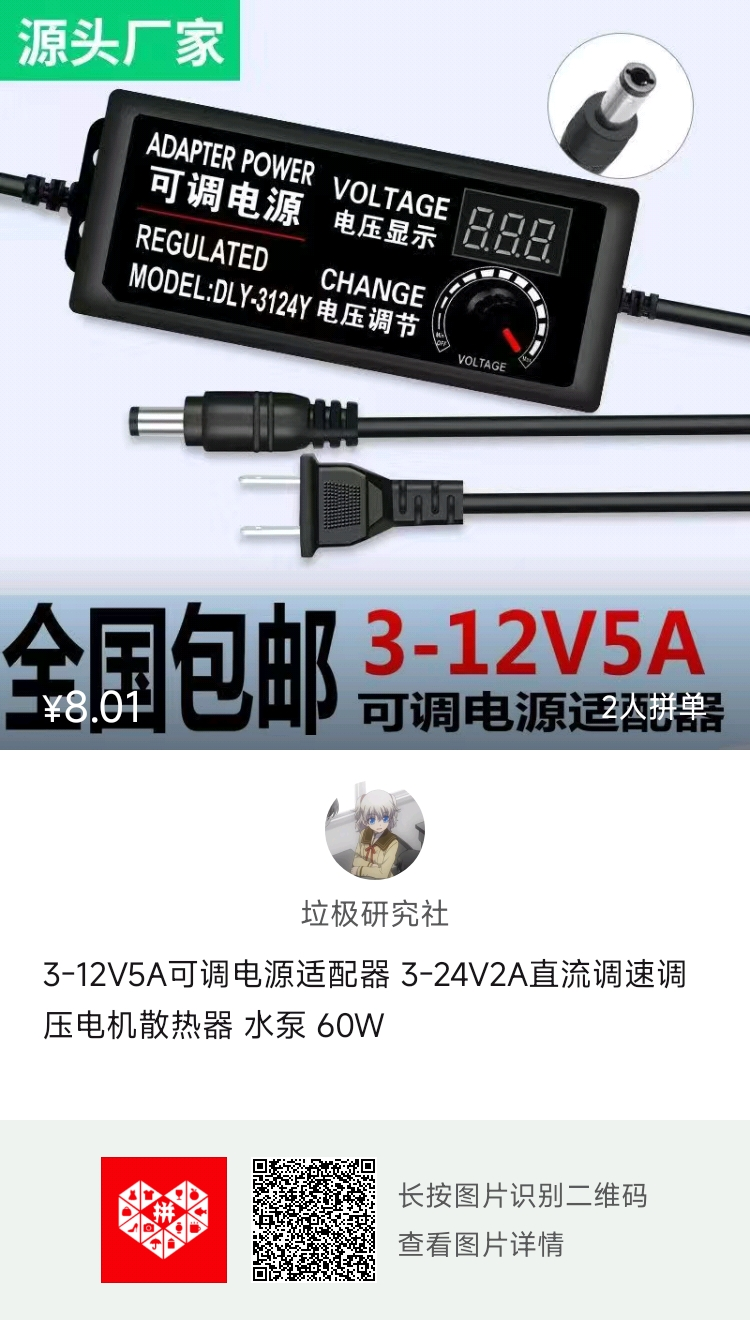 源头厂家
ADAPTER POWER
可调电源
REGULATED
MODEL:DLY-3124Y
VOLTAGE
电压显示
8.8.8.
CHANGE
电压调节
VOLTAGE
全国包邮
3-12V5A
可调电源适配器
¥8.01
2人拼单
垃极研究社
3-12V5A可调电源适配器 3-24V2A直流调速调
压电机散热器 水泵 60W
拼
长按图片识别二维码
查看图片详情